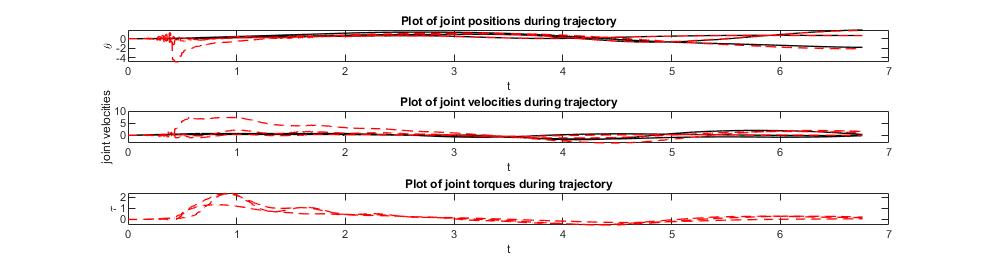 Plot of joint positions during trajectory
θ
0
-2
-4
0 1 2 3 4 5 6 7
t
Plot of joint velocities during trajectory
joint velocities
10
5
0
0 1 2 3 4 5 6 7
t
Plot of joint torques during trajectory
τ
2
1
0
0 1 2 3 4 5 6 7
t